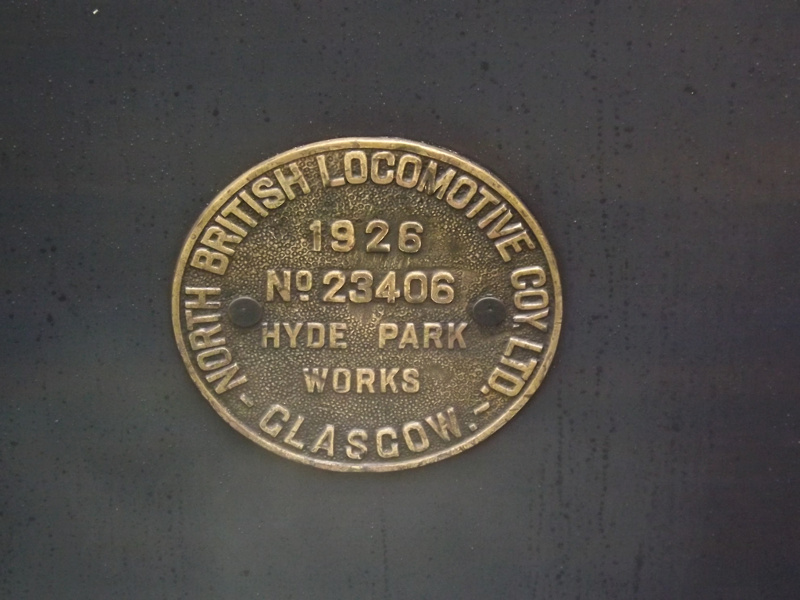 NORTH BRITISH LOCOMOTIVE COY. LTD.
1926
Nº 23406
HYDE PARK
WORKS
- GLASGOW. -